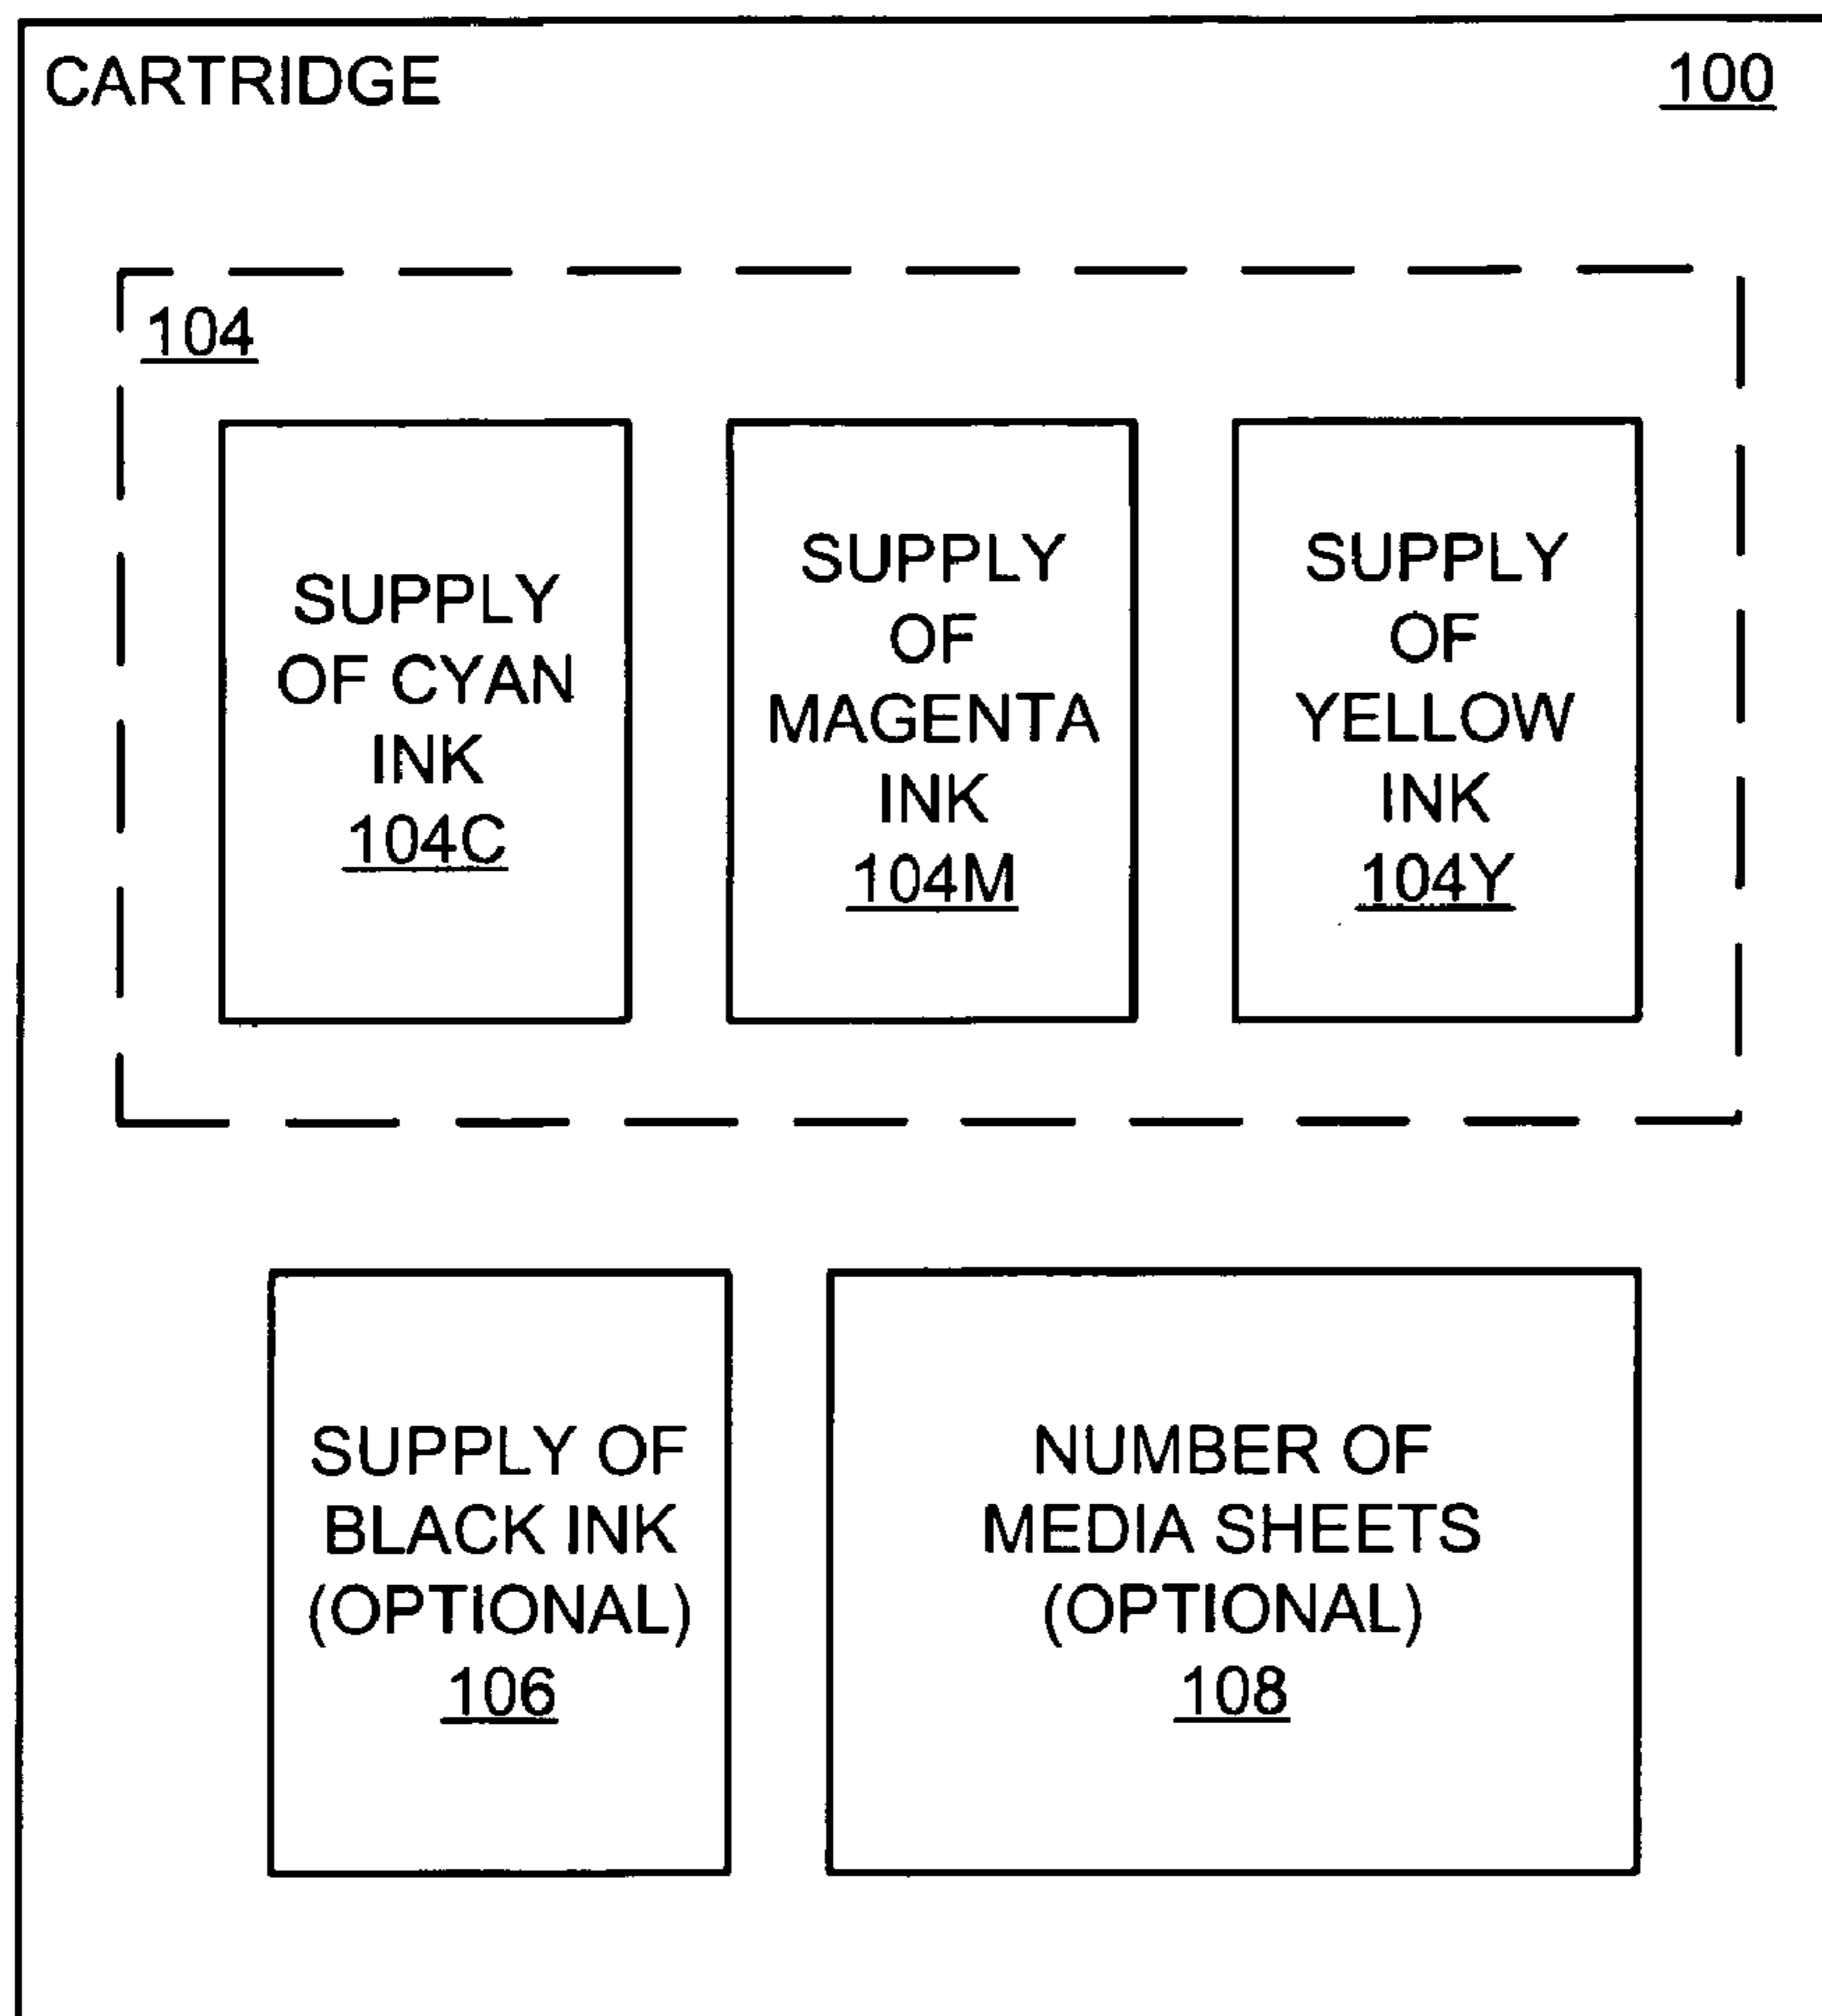 CARTRIDGE 100
104
SUPPLY
OF CYAN
INK
104C
SUPPLY
OF
MAGENTA
INK
104M
SUPPLY
OF
YELLOW
INK
104Y
SUPPLY OF
BLACK INK
(OPTIONAL)
106
NUMBER OF
MEDIA SHEETS
(OPTIONAL)
108